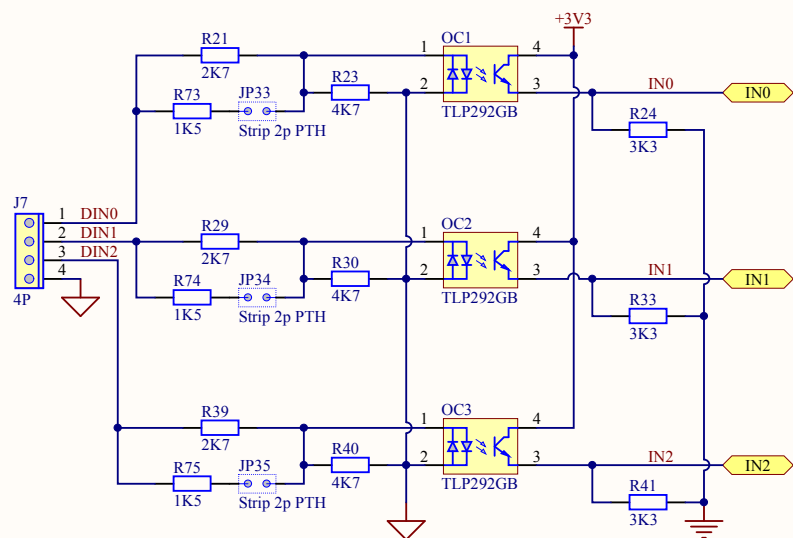 +3V3
R21
2K7
R73
1K5
JP33
Strip 2p PTH
R23
4K7
OC1
1
2
4
3
TLP292GB
IN0
IN0
R24
3K3
J7
1
2
3
4
4P
DIN0
DIN1
DIN2
R29
2K7
R74
1K5
JP34
Strip 2p PTH
R30
4K7
OC2
1
2
4
3
TLP292GB
IN1
IN1
R33
3K3
R39
2K7
R75
1K5
JP35
Strip 2p PTH
R40
4K7
OC3
1
2
4
3
TLP292GB
IN2
IN2
R41
3K3